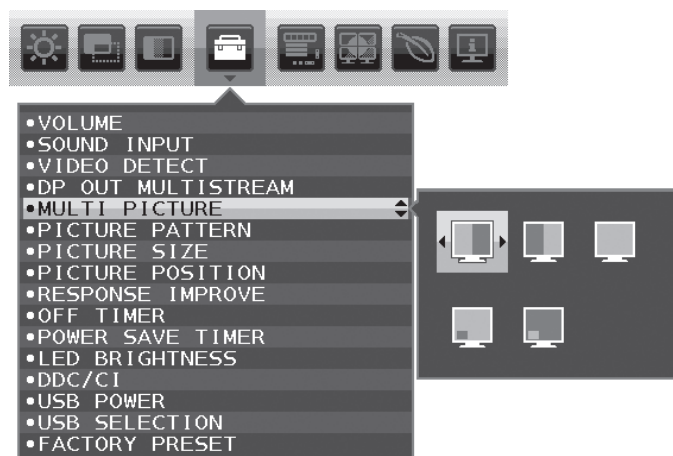 •VOLUME
•SOUND INPUT
•VIDEO DETECT
•DP OUT MULTISTREAM
•MULTI PICTURE
•PICTURE PATTERN
•PICTURE SIZE
•PICTURE POSITION
•RESPONSE IMPROVE
•OFF TIMER
•POWER SAVE TIMER
•LED BRIGHTNESS
•DDC/CI
•USB POWER
•USB SELECTION
•FACTORY PRESET